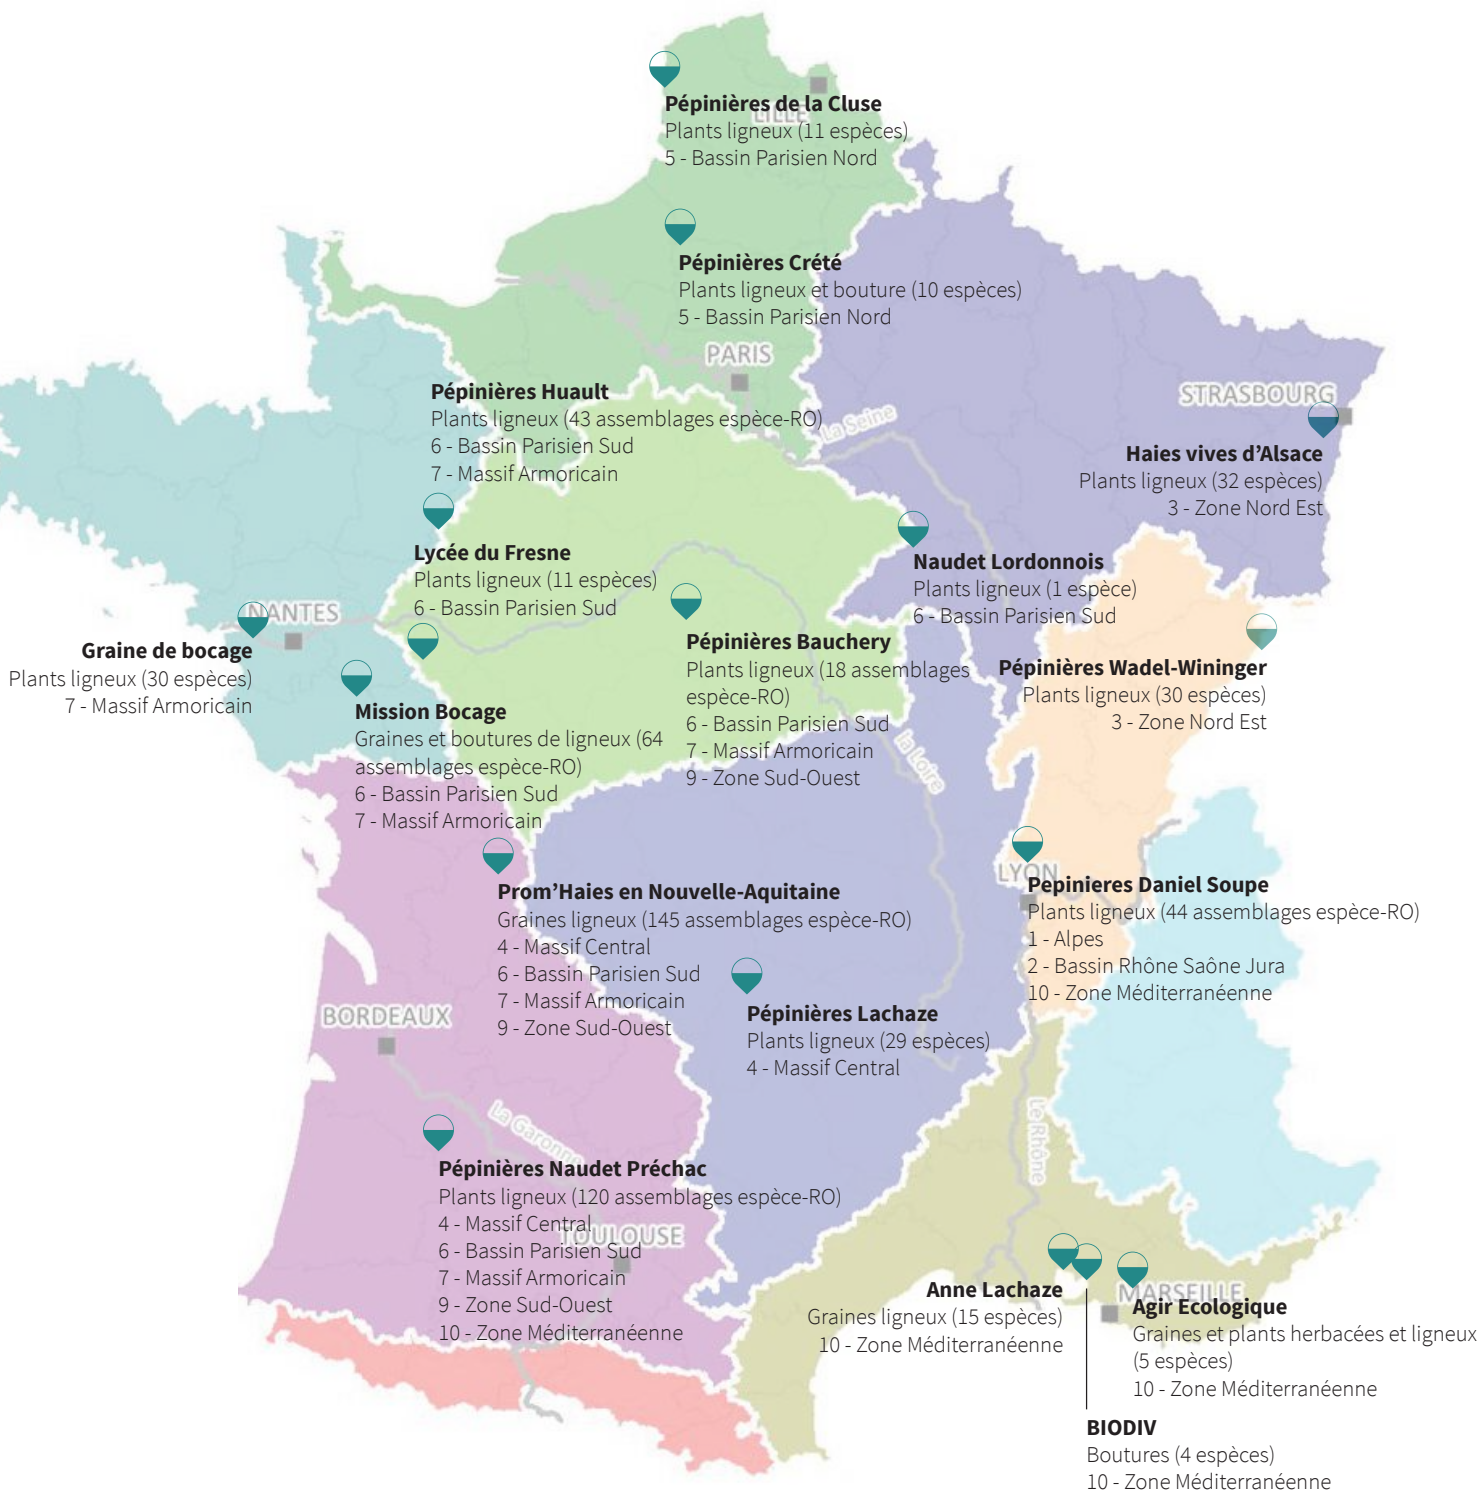 LILLE
Pépinières de la Cluse
Plants ligneux (11 espèces)
5 - Bassin Parisien Nord
Pépinières Crété
Plants ligneux et bouture (10 espèces)
5 - Bassin Parisien Nord
PARIS
La Seine
STRASBOURG
Pépinières Huault
Plants ligneux (43 assemblages espèce-RO)
6 - Bassin Parisien Sud
7 - Massif Armoricain
Haies vives d'Alsace
Plants ligneux (32 espèces)
3 - Zone Nord Est
Lycée du Fresne
Plants ligneux (11 espèces)
6 - Bassin Parisien Sud
Naudet Lordonnois
Plants ligneux (1 espèce)
6 - Bassin Parisien Sud
NANTES
Graine de bocage
Plants ligneux (30 espèces)
7 - Massif Armoricain
Pépinières Bauchery
Plants ligneux (18 assemblages
espèce-RO)
6 - Bassin Parisien Sud
7 - Massif Armoricain
9 - Zone Sud-Ouest
Pépinières Wadel-Wininger
Plants ligneux (30 espèces)
3 - Zone Nord Est
Mission Bocage
Graines et boutures de ligneux (64
assemblages espèce-RO)
6 - Bassin Parisien Sud
7 - Massif Armoricain
la Loire
Prom'Haies en Nouvelle-Aquitaine
Graines ligneux (145 assemblages espèce-RO)
4 - Massif Central
6 - Bassin Parisien Sud
7 - Massif Armoricain
9 - Zone Sud-Ouest
LYON
Pepinieres Daniel Soupe
Plants ligneux (44 assemblages espèce-RO)
1 - Alpes
2 - Bassin Rhône Saône Jura
10 - Zone Méditerranéenne
Pépinières Lachaze
Plants ligneux (29 espèces)
4 - Massif Central
BORDEAUX
La Garonne
Le Rhône
Pépinières Naudet Préchac
Plants ligneux (120 assemblages espèce-RO)
4 - Massif Central
6 - Bassin Parisien Sud
7 - Massif Armoricain
9 - Zone Sud-Ouest
10 - Zone Méditerranéenne
TOULOUSE
Anne Lachaze
Graines ligneux (15 espèces)
10 - Zone Méditerranéenne
MARSEILLE
Agir Ecologique
Graines et plants herbacées et ligneux
(5 espèces)
10 - Zone Méditerranéenne
BIODIV
Boutures (4 espèces)
10 - Zone Méditerranéenne